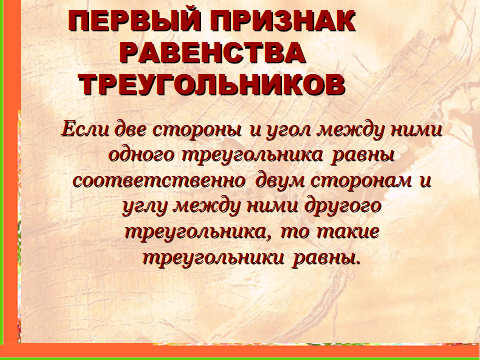 ПЕРВЫЙ ПРИЗНАК
РАВЕНСТВА
ТРЕУГОЛЬНИКОВ
Если две стороны и угол между ними
одного треугольника равны
соответственно двум сторонам и
углу между ними другого
треугольника, то такие
треугольники равны.